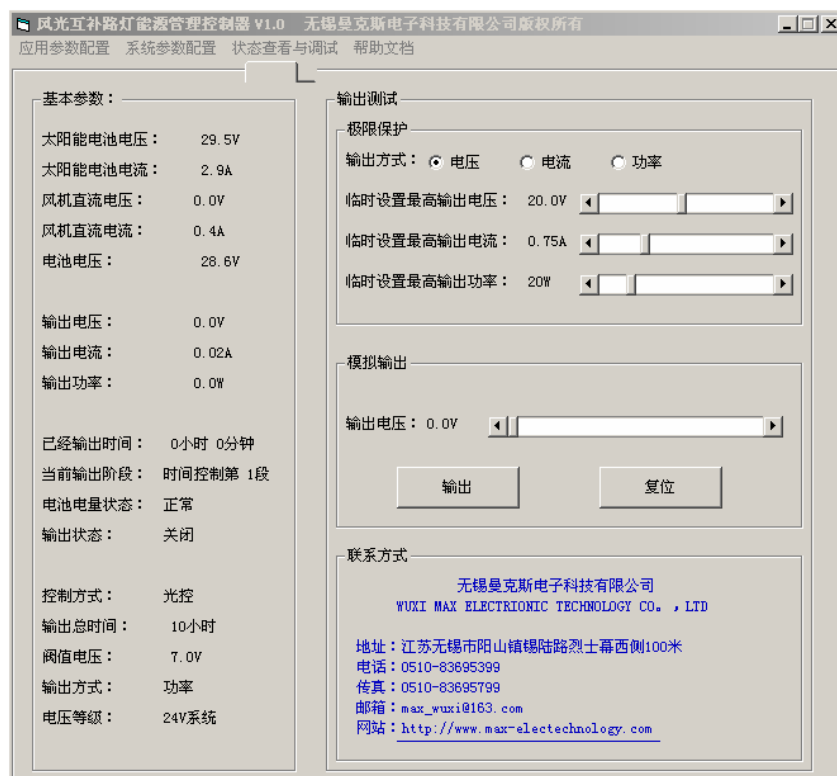 风光互补路灯能源管理控制器 V1.0 无锡曼克斯电子科技有限公司版权所有
应用参数配置 系统参数配置 状态查看与调试 帮助文档
基本参数：
太阳能电池电压： 29.5V
太阳能电池电流： 2.9A
风机直流电压： 0.0V
风机直流电流： 0.4A
电池电压： 28.6V
输出电压： 0.0V
输出电流： 0.02A
输出功率： 0.0W
已经输出时间： 0小时 0分钟
当前输出阶段： 时间控制第 1段
电池电量状态： 正常
输出状态： 关闭
控制方式： 光控
输出总时间： 10小时
阀值电压： 7.0V
输出方式： 功率
电压等级： 24V系统
输出测试
极限保护
输出方式： 电压 电流 功率
临时设置最高输出电压： 20.0V
临时设置最高输出电流： 0.75A
临时设置最高输出功率： 20W
模拟输出
输出电压： 0.0V
输出 复位
联系方式
无锡曼克斯电子科技有限公司
WUXI MAX ELECTRIONIC TECHNOLOGY CO。，LTD
地址：江苏无锡市阳山镇锡陆路烈士幕西侧100米
电话：0510-83695399
传真：0510-83695799
邮箱：max_wuxi@163.com
网站：http://www.max-electechnology.com